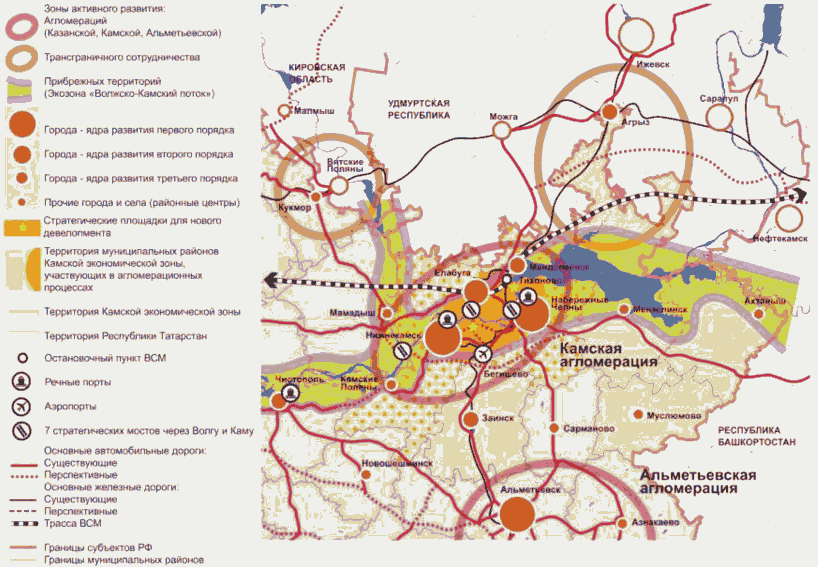 Зоны активного развития:
Агломераций
(Казанской, Камской, Альметьевской)
Трансграничного сотрудничества
Прибрежных территорий
(Экозона «Волжско-Камский поток»)
Города - ядра развития первого порядка
Города - ядра развития второго порядка
Города - ядра развития третьего порядка
Прочие города и села (районные центры)
Стратегические площадки для нового
девелопмента
Территория муниципальных районов
Камской экономической зоны,
участвующих в агломерационных
процессах
Территория Камской экономичской зоны
Территория Республики Татарстан
Остановочный пункт ВСМ
Речные порты
Аэропорты
7 стратегических мостов через Волгу и Каму
Основные автомобильные дороги:
Существующие
Перспективные
Основные железные дороги:
Существующие
Перспективные
Трасса ВСМ
Границы субъектов РФ
Границы муниципальных районов
КИРОВСКАЯ
ОБЛАСТЬ
Ижевск
УДМУРТСКАЯ
РЕСПУБЛИКА
Малмыш
Можга
Сарапул
Агрыз
Вятские
Поляны
Кукмор
Нефтекамск
Елабуга
Менделеевск
Тихоново
Набережные
Челны
Мензелинск
Актаныш
Мамадыш
Нижнекамск
Камская
агломерация
Бегишево
Чистополь
Камские
Поляны
Заинск
Сарманово
Муслюмово
РЕСПУБЛИКА
БАШКОРТОСТАН
Новошешминск
Альметьевская
агломерация
Альметьевск
Азнакаево